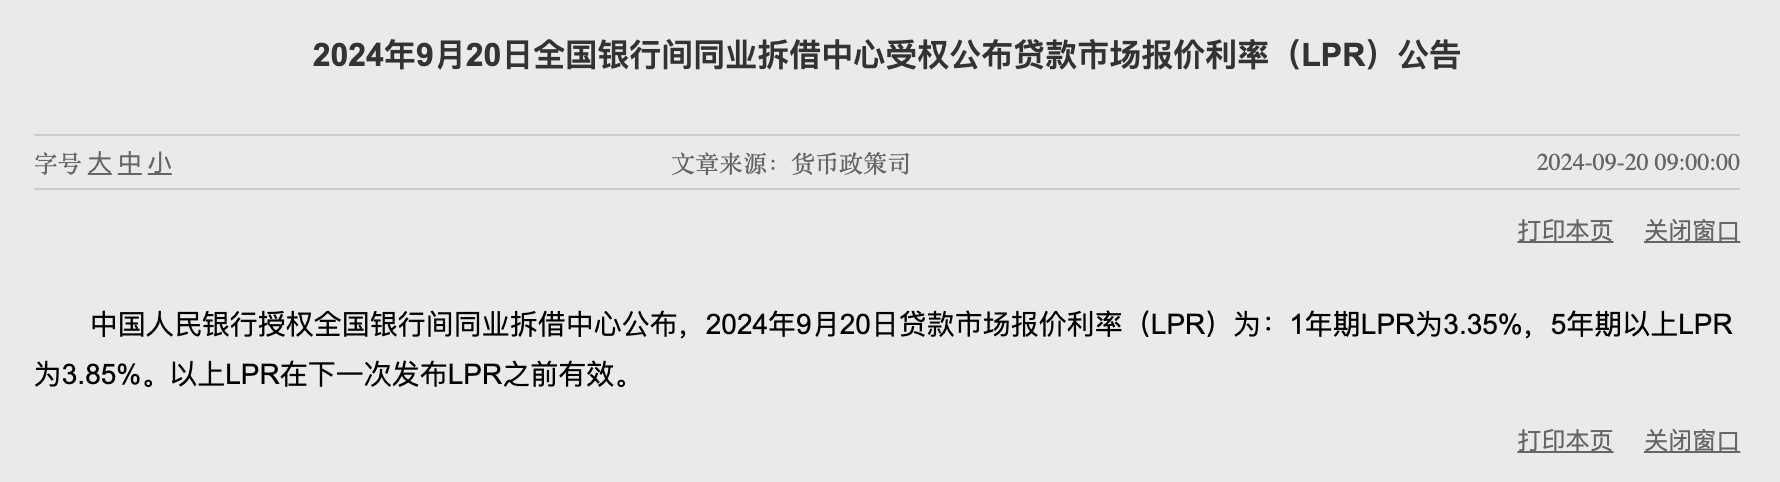 2024年9月20日全国银行间同业拆借中心受权公布贷款市场报价利率（LPR）公告
字号 大 中 小 文章来源：货币政策司 2024-09-20 09:00:00
打印本页 关闭窗口
中国人民银行授权全国银行间同业拆借中心公布，2024年9月20日贷款市场报价利率（LPR）为：1年期LPR为3.35%，5年期以上LPR
为3.85%。以上LPR在下一次发布LPR之前有效。
打印本页 关闭窗口